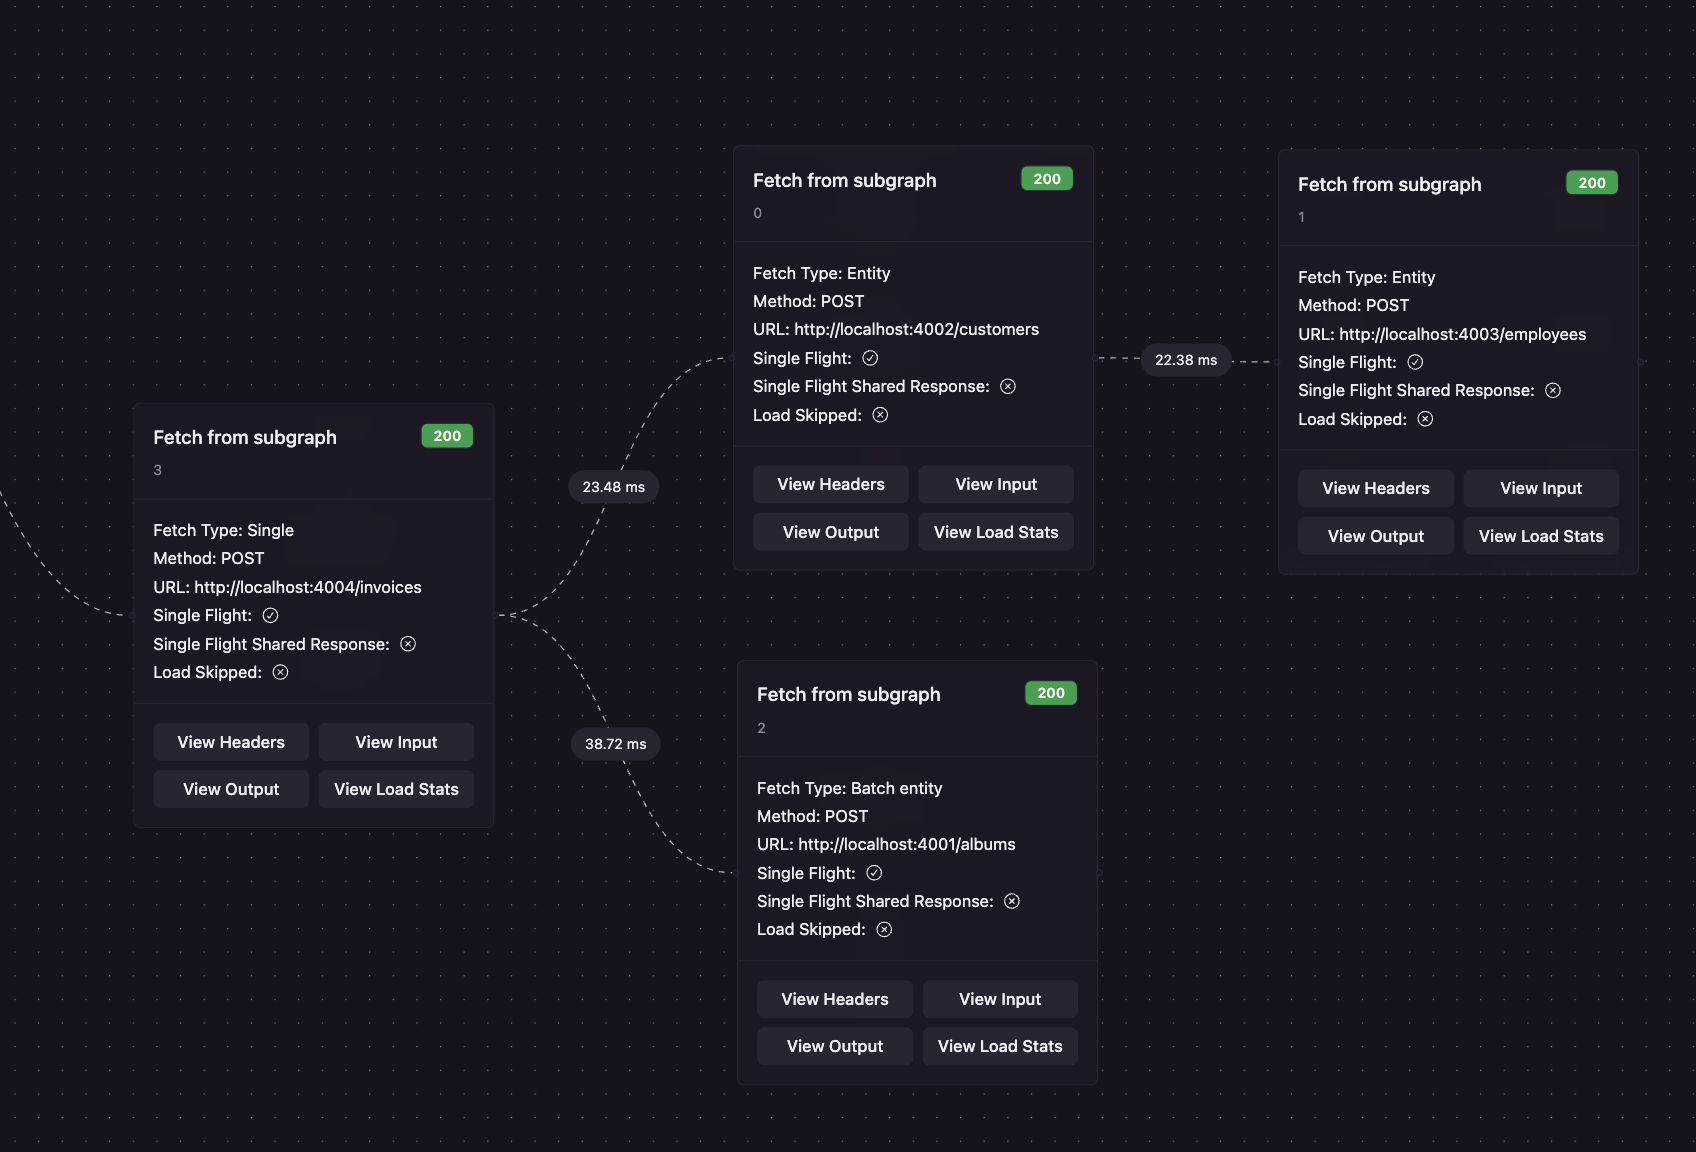 Fetch from subgraph 200
3
Fetch Type: Single
Method: POST
URL: http://localhost:4004/invoices
Single Flight:
Single Flight Shared Response:
Load Skipped:
View Headers View Input
View Output View Load Stats
23.48 ms
38.72 ms
Fetch from subgraph 200
0
Fetch Type: Entity
Method: POST
URL: http://localhost:4002/customers
Single Flight:
Single Flight Shared Response:
Load Skipped:
View Headers View Input
View Output View Load Stats
22.38 ms
Fetch from subgraph 200
1
Fetch Type: Entity
Method: POST
URL: http://localhost:4003/employees
Single Flight:
Single Flight Shared Response:
Load Skipped:
View Headers View Input
View Output View Load Stats
Fetch from subgraph 200
2
Fetch Type: Batch entity
Method: POST
URL: http://localhost:4001/albums
Single Flight:
Single Flight Shared Response:
Load Skipped:
View Headers View Input
View Output View Load Stats